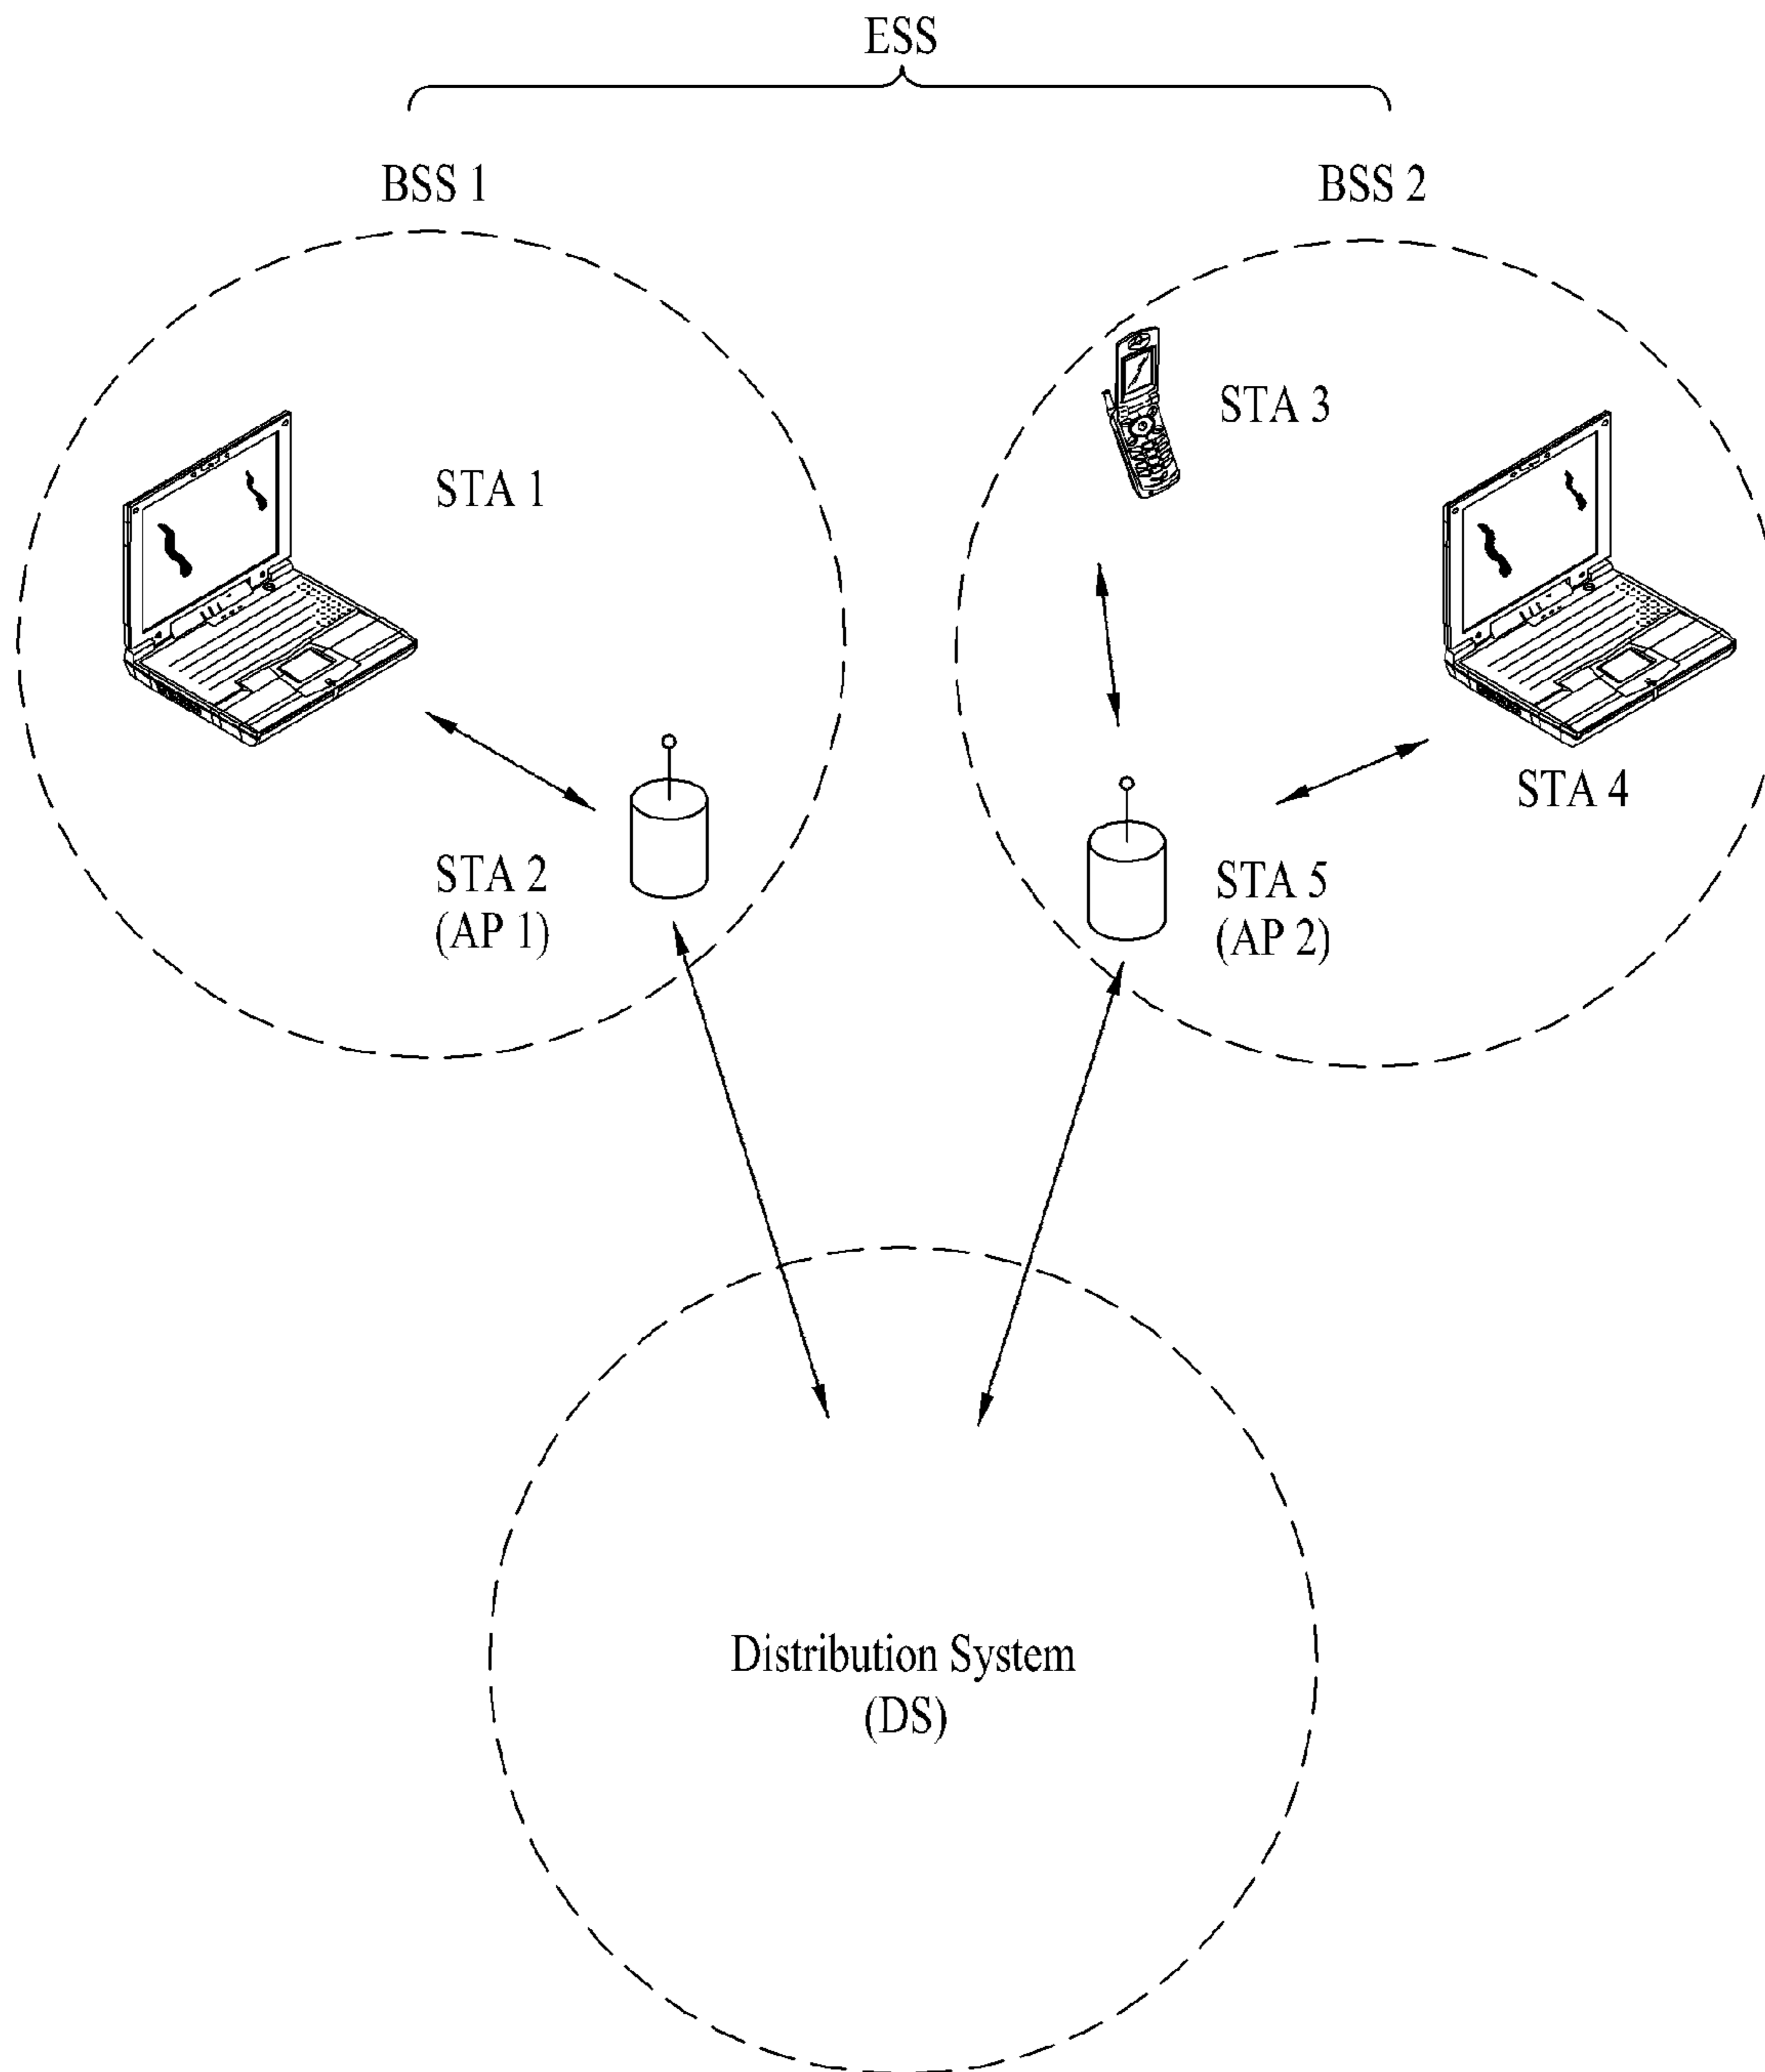 ESS
BSS 1
BSS 2
STA 3
STA 1
STA 4
STA 2
(AP 1)
STA 5
(AP 2)
Distribution System
(DS)